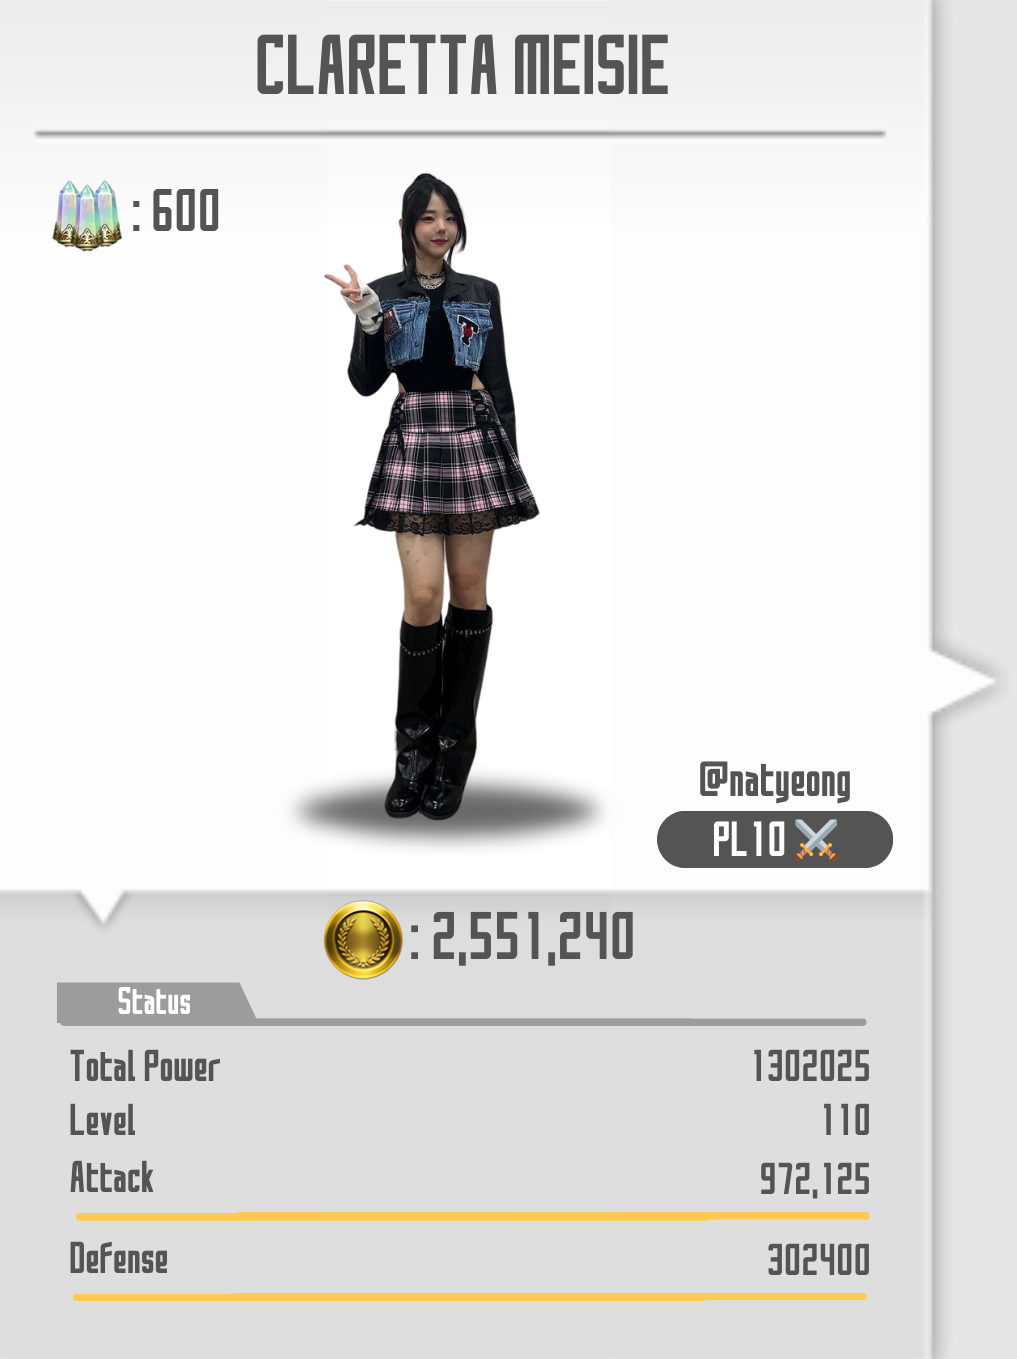 CLARETTA MEISIE
: 600
@natyeong
PL10 ⚔️
: 2,551,240
Status
Total Power 1302025
Level 110
Attack 972,125
Defense 302400